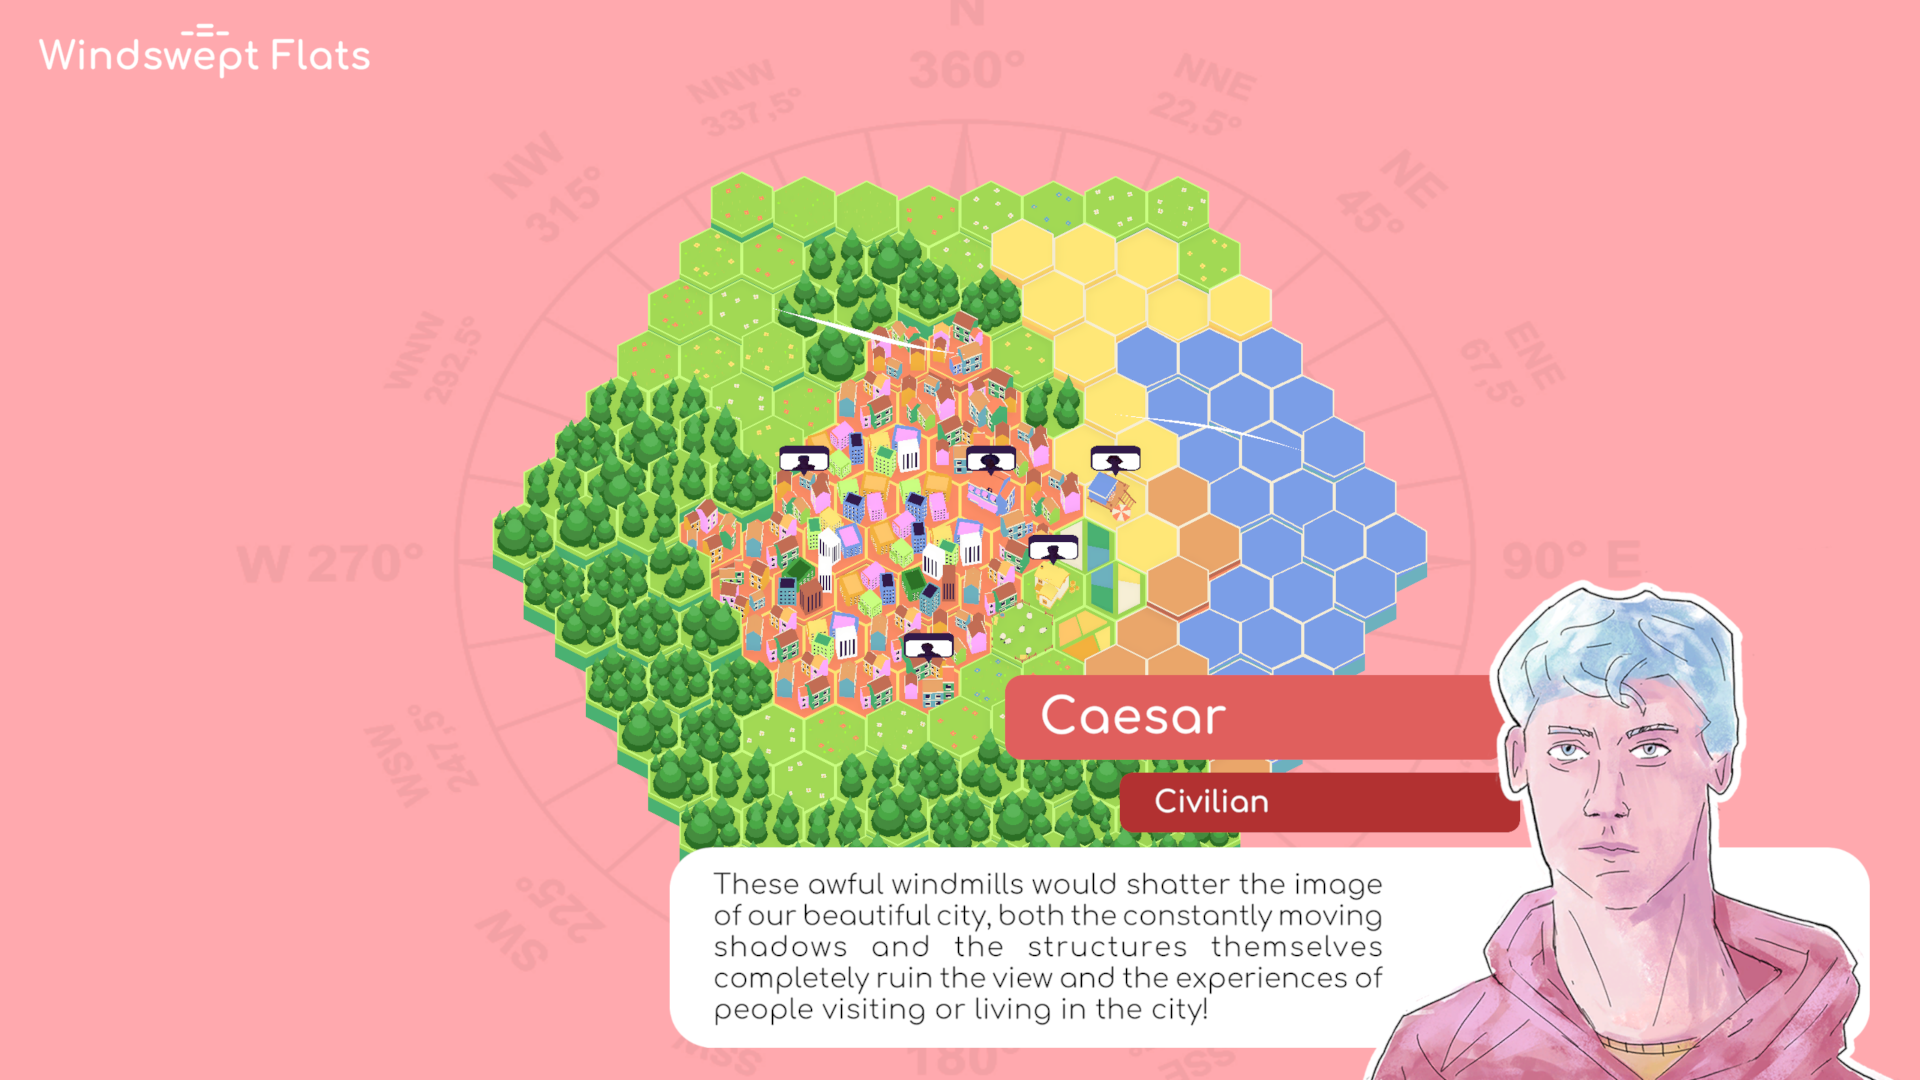 Windswept Flats
N
360°
NNW
337,5°
NNE
22,5°
NW
315°
NE
45°
WNW
292,5°
ENE
67,5°
W 270°
90° E
WSW
247,5°
SW
225°
Caesar
Civilian
These awful windmills would shatter the image
of our beautiful city, both the constantly moving
shadows and the structures themselves
completely ruin the view and the experiences of
people visiting or living in the city!
SSW
180°
SSE